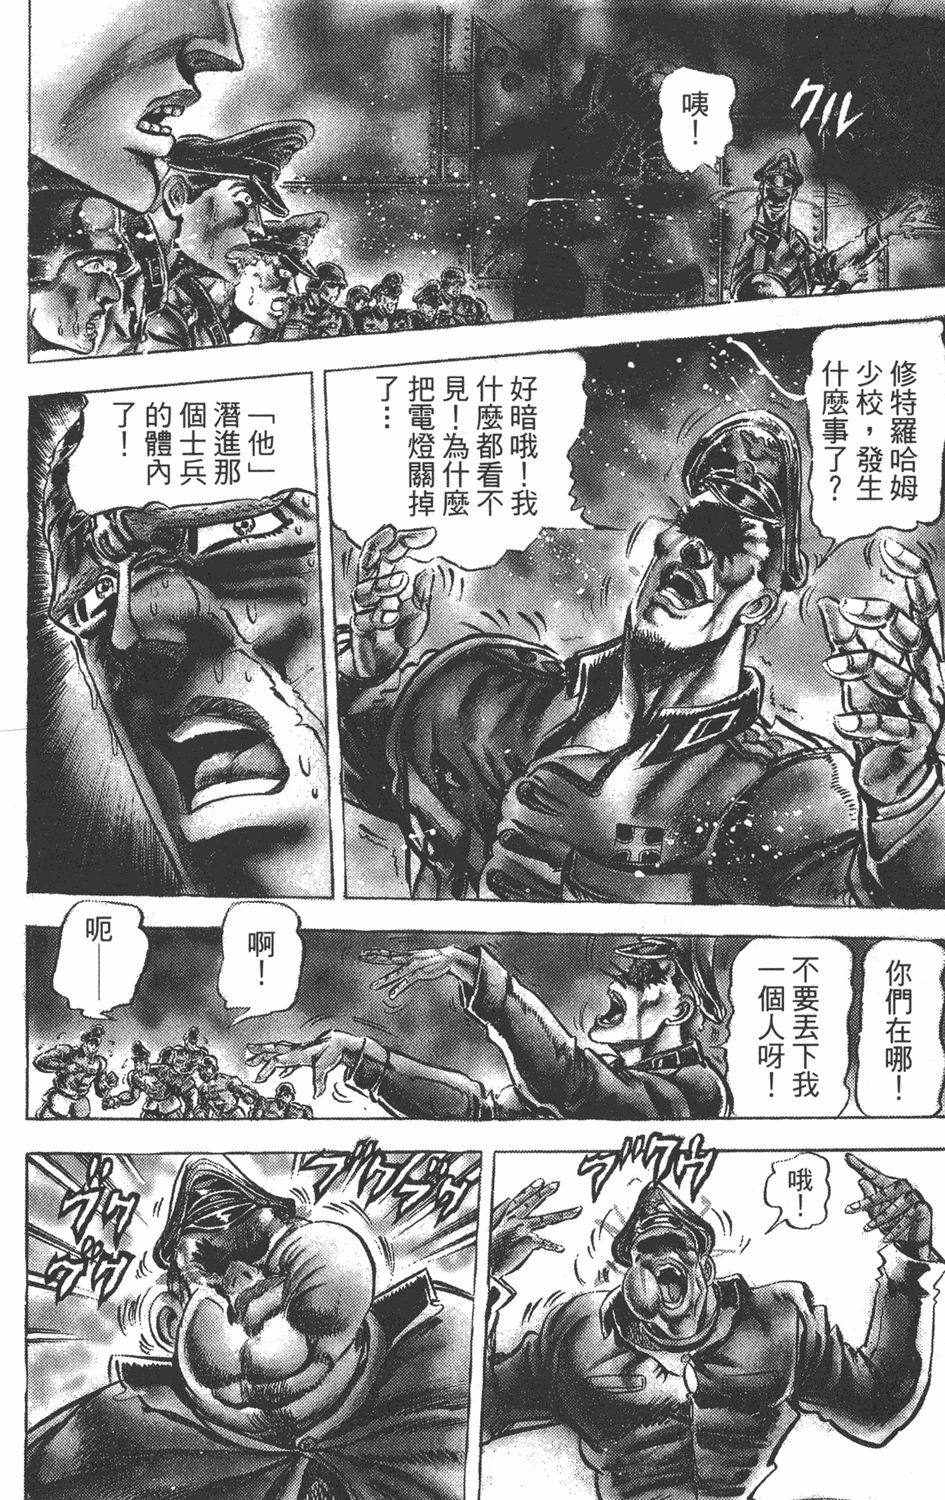 クルル
咦！
修特羅哈姆
少校，發生
什麼事了？
好暗哦！我
什麼都看不
見！為什麼
把電燈關掉
了…
「他」
潛進那
個士兵
的體內
了！
你們在哪！
不要丟下我
一個人呀！
啊！
呃——
哦！
ブクウ
ブクブク
ブク
ブク